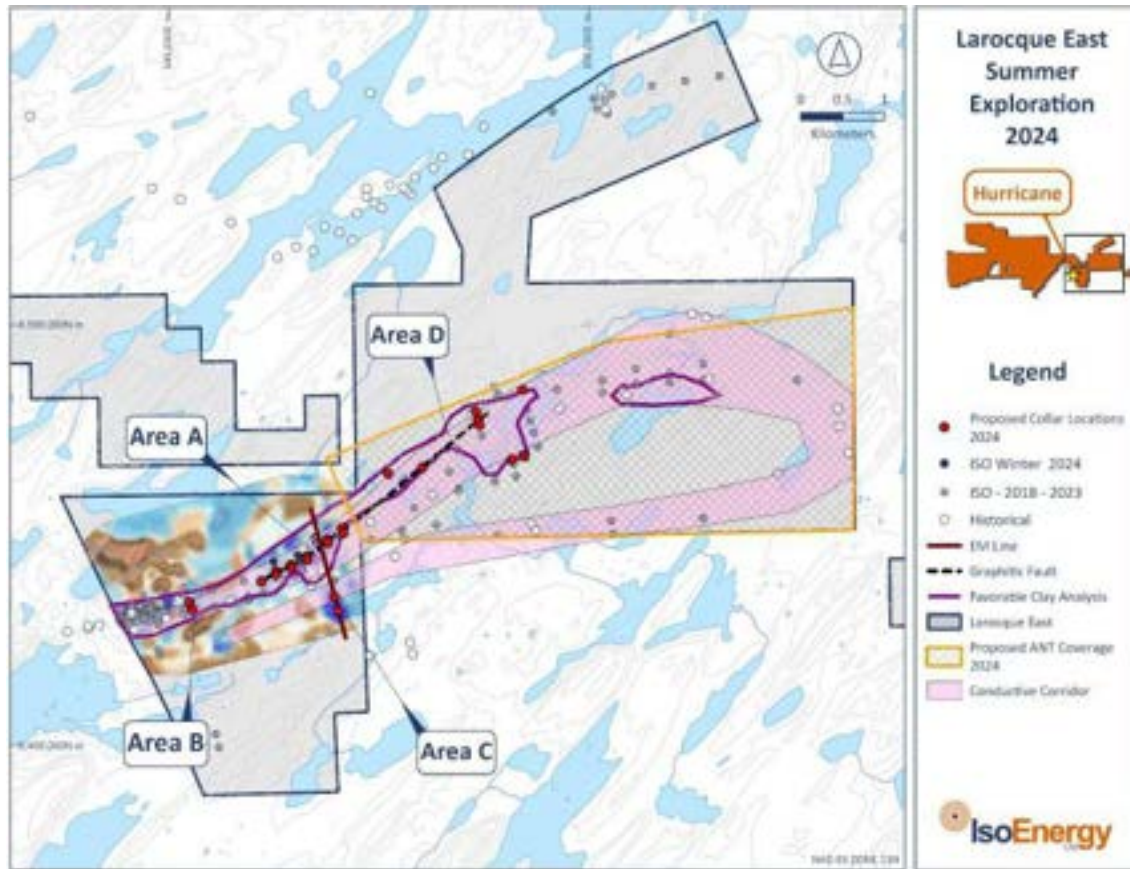 Larocque East
Summer
Exploration
2024
Hurricane
0 0.5 1
Kilometers
Area D
Area A
Area B
Area C
Legend
Proposed Collar Locations
2024
ISO Winter 2024
ISO - 2018 - 2023
Historical
Graphitic Fault
Favorable Clay Analysis
Larocque East
Proposed ANT Coverage
2024
Conductive Corridor
IsoEnergy